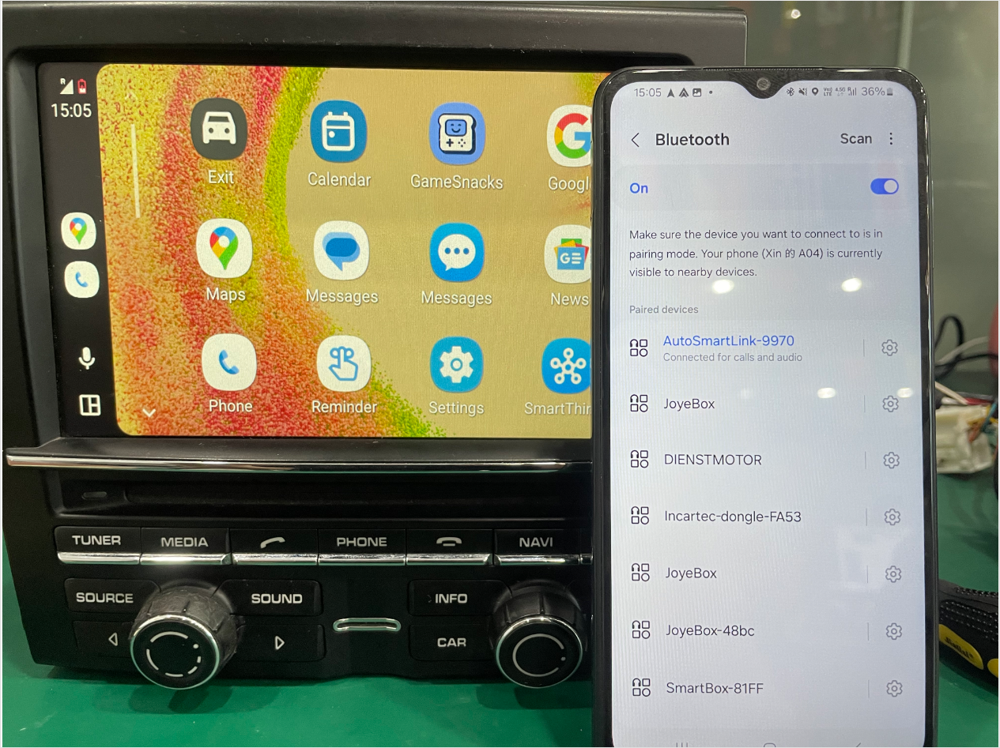 R
15:05
Exit
Calendar
GameSnacks
Googl
Maps
Messages
Messages
News
GE
Phone
Reminder
Settings
SmartThin
TUNER
MEDIA
PHONE
NAVI
SOURCE
SOUND
INFO
CAR
15:05
36%
Bluetooth
Scan
On
Make sure the device you want to connect to is in
pairing mode. Your phone (Xin 的 A04) is currently
visible to nearby devices.
Paired devices
AutoSmartLink-9970
Connected for calls and audio
JoyeBox
DIENSTMOTOR
Incartec-dongle-FA53
JoyeBox
JoyeBox-48bc
SmartBox-81FF